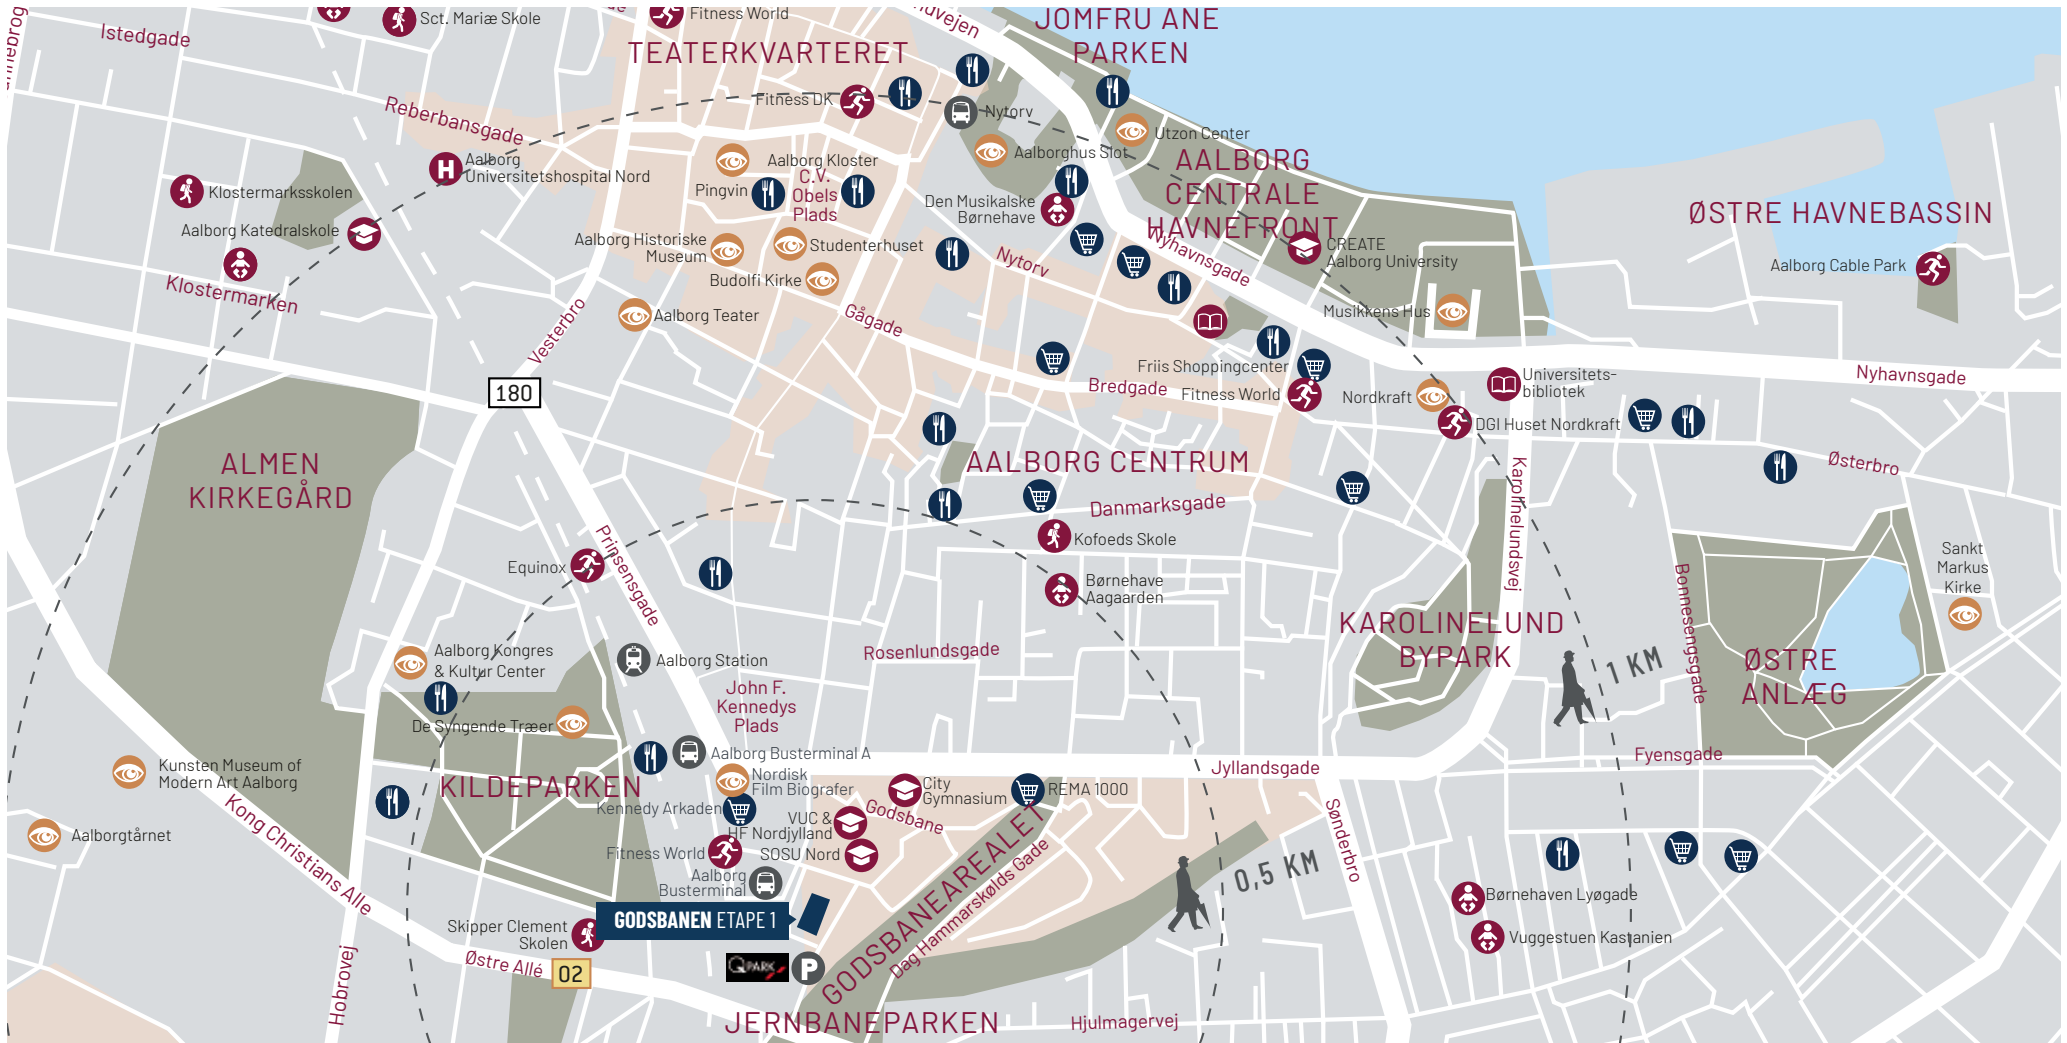 Sct. Mariæ Skole
Fitness World
JOMFRU ANE
PARKEN
Istedgade
TEATERKVARTERET
Reberbansgade
Fitness DK
Nytorv
Utzon Center
Aalborghus Slot
Aalborg
Universitetshospital Nord
Aalborg Kloster
C.V.
Obels
Plads
Pingvin
AALBORG
CENTRALE
HAVNEFRONT
Klostermarksskolen
Aalborg Katedralskole
Den Musikalske
Børnehave
ØSTRE HAVNEBASSIN
Aalborg Historiske
Museum
Studenterhuset
Budolfi Kirke
Nytorv
Nyhavnsgade
CREATE
Aalborg University
Aalborg Cable Park
Klostermarken
Vesterbro
Aalborg Teater
Gågade
Musikkens Hus
Friis Shoppingcenter
Bredgade
Fitness World
Nordkraft
Universitets-
bibliotek
DGI Huset Nordkraft
Nyhavnsgade
180
ALMEN
KIRKEGÅRD
AALBORG CENTRUM
Østerbro
Karolinelundsvej
Danmarksgade
Kofoeds Skole
Prinsensgade
Equinox
Børnehave
Aagaarden
Sankt
Markus
Kirke
Bonnesengsgade
KAROLINELUND
BYPARK
Aalborg Kongres
& Kultur Center
Aalborg Station
Rosenlundsgade
1 KM
ØSTRE
ANLÆG
John F.
Kennedys
Plads
De Syngende Træer
Aalborg Busterminal A
Fyensgade
Jyllandsgade
Kunsten Museum of
Modern Art Aalborg
KILDEPARKEN
Nordisk
Film Biografer
City
Gymnasium
REMA 1000
Kennedy Arkaden
Godsbane
VUC &
HF Nordjylland
Kong Christians Alle
Aalborgtårnet
Fitness World
SOSU Nord
Sønderbro
GODSBANEAREALET
Dag Hammarskølds Gade
0,5 KM
Aalborg
Busterminal
Børnehaven Lyøgade
GODSBANEN ETAPE 1
Skipper Clement
Skolen
Vuggestuen Kastanien
Østre Allé
02
H
QPARK
P
Hobrovej
JERNBANEPARKEN
Hjulmagervej